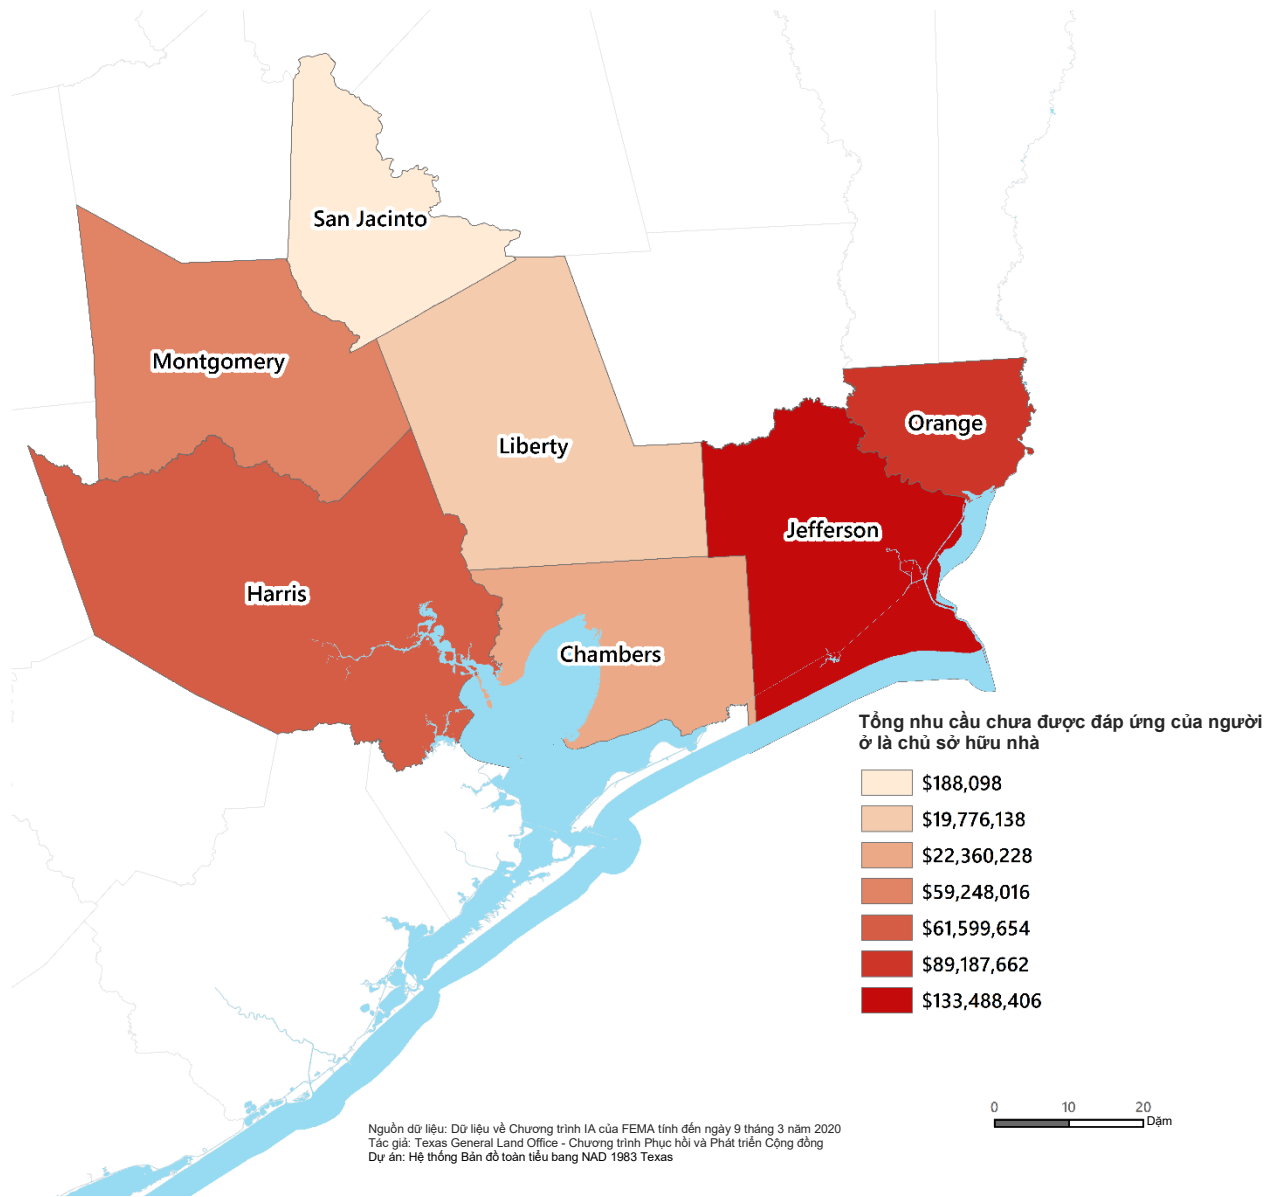 San Jacinto
Montgomery
Orange
Liberty
Jefferson
Harris
Chambers
Tổng nhu cầu chưa được đáp ứng của người
ở là chủ sở hữu nhà
$188,098
$19,776,138
$22,360,228
$59,248,016
$61,599,654
$89,187,662
$133,488,406
0 10 20
Dặm
Nguồn dữ liệu: Dữ liệu về Chương trình IA của FEMA tính đến ngày 9 tháng 3 năm 2020
Tác giả: Texas General Land Office - Chương trình Phục hồi và Phát triển Cộng đồng
Dự án: Hệ thống Bản đồ toàn tiểu bang NAD 1983 Texas